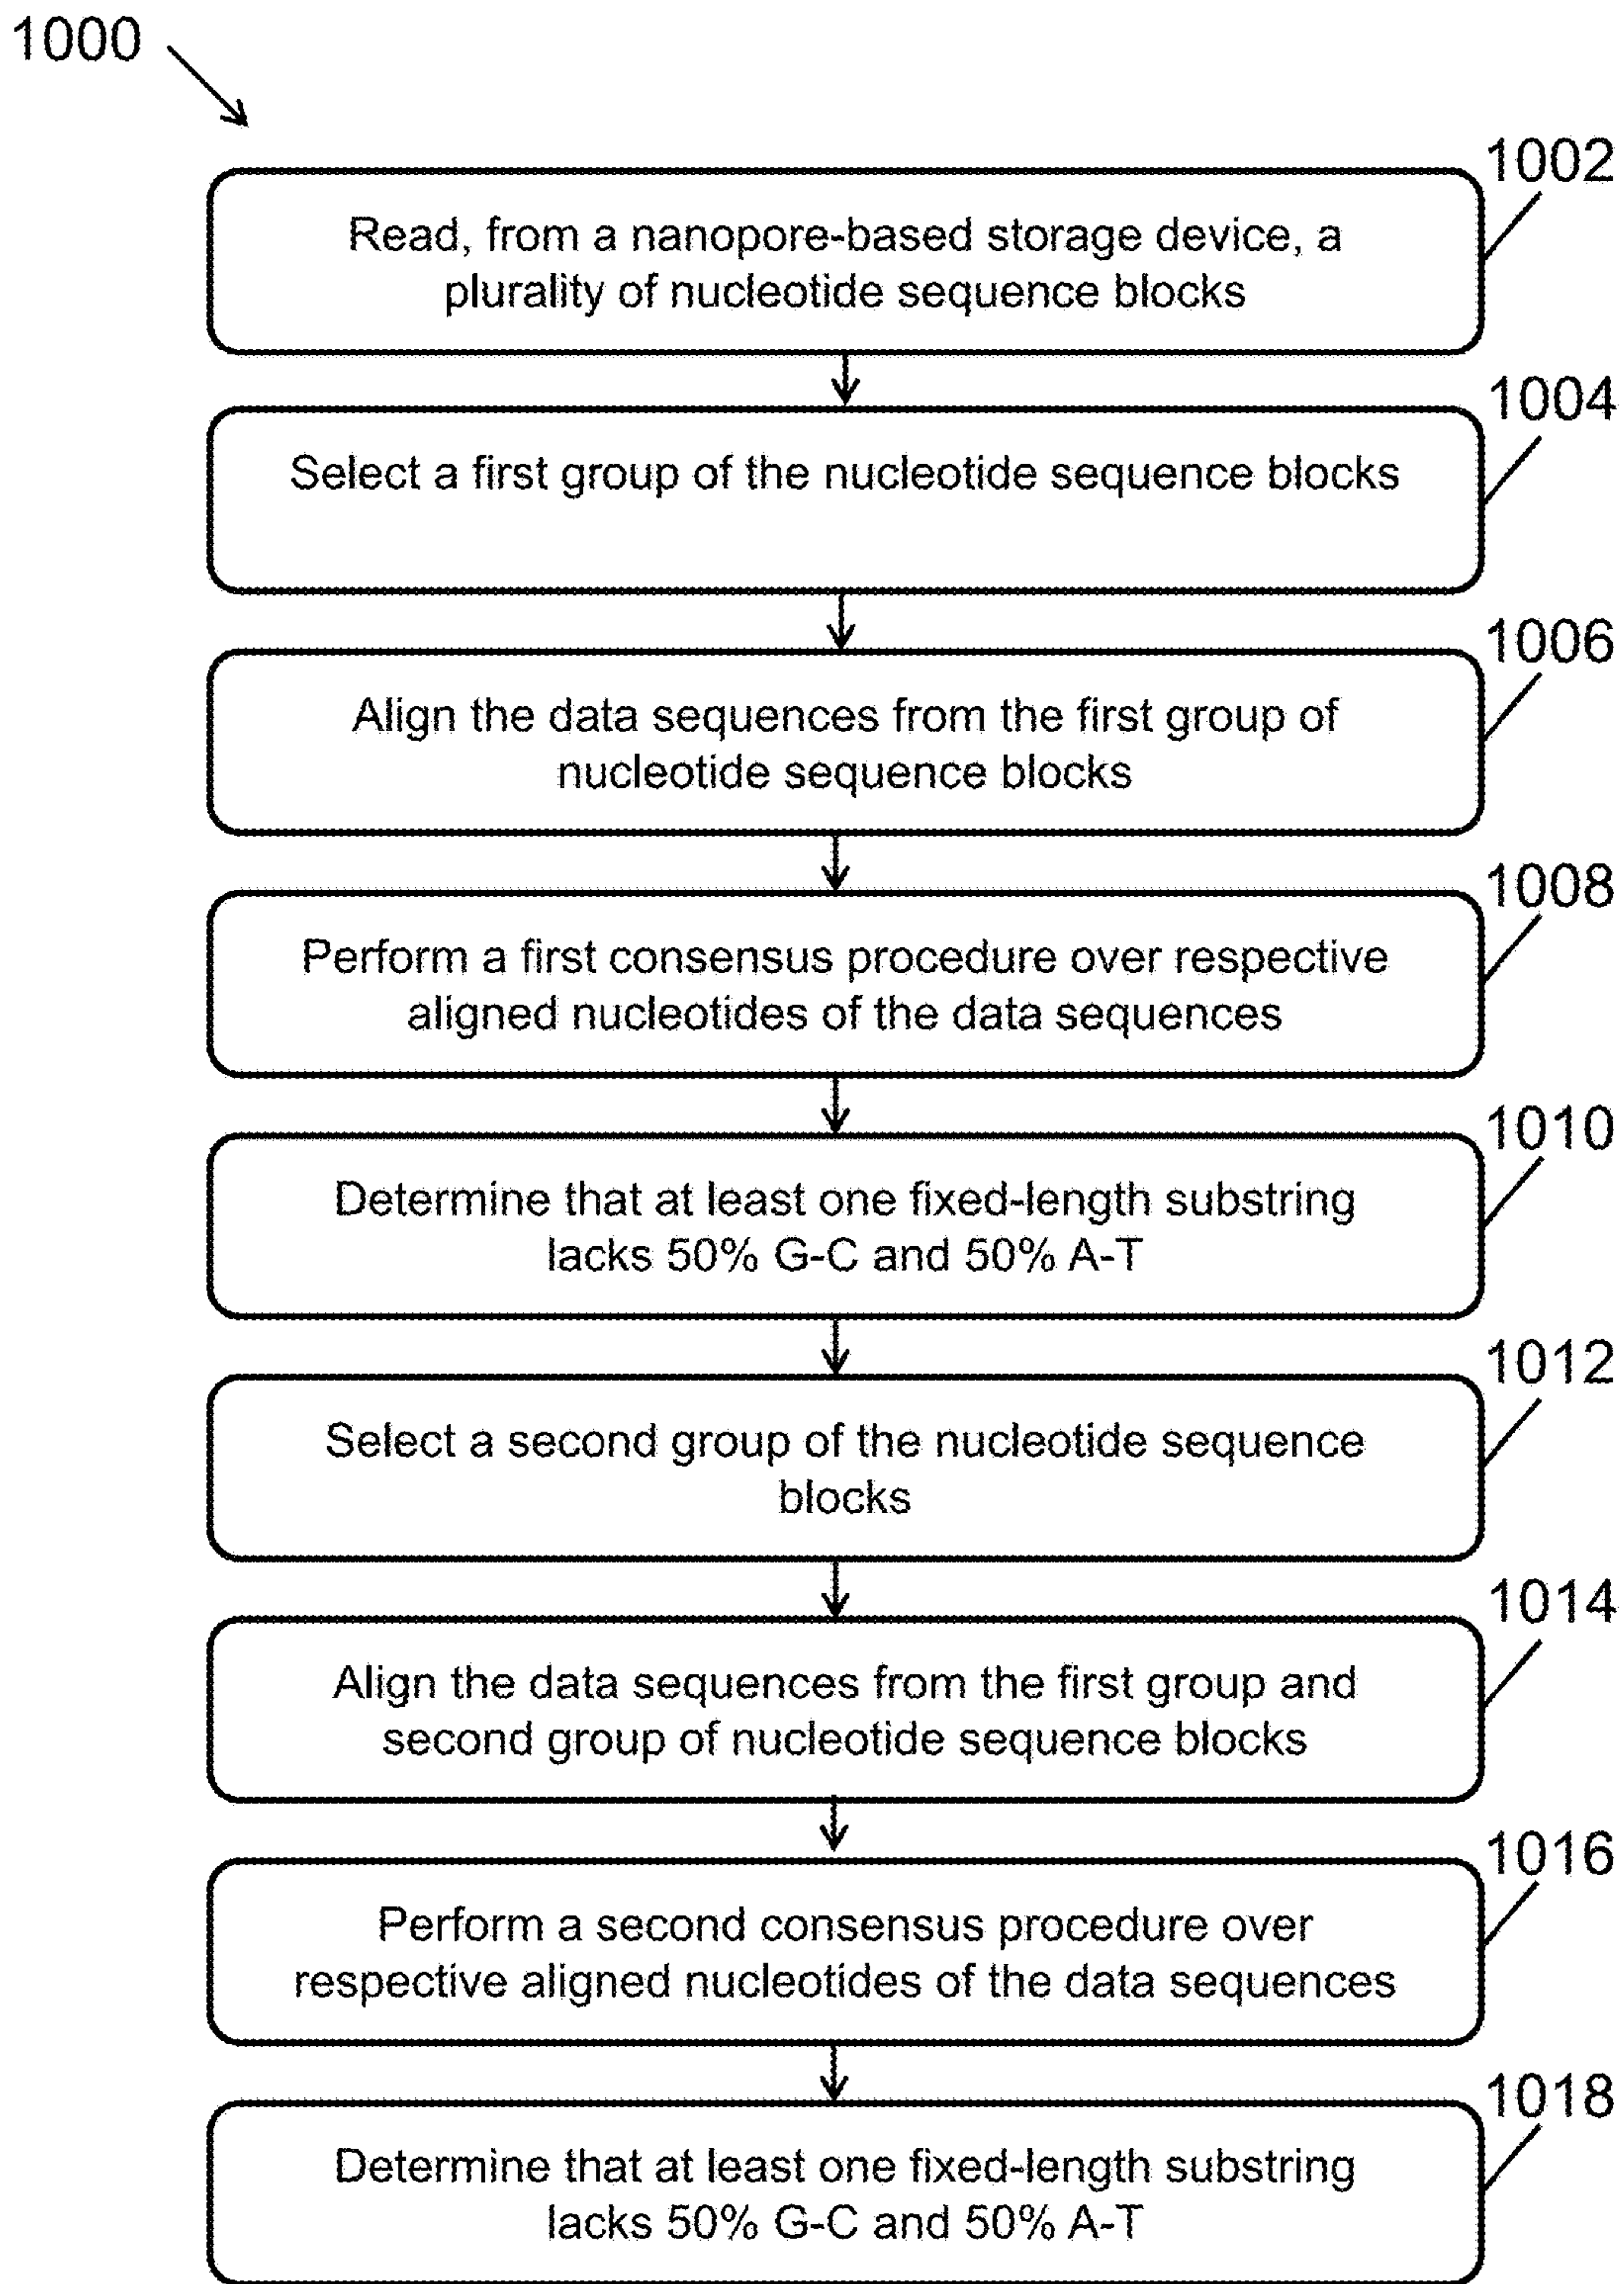 1000
1002
Read, from a nanopore-based storage device, a
plurality of nucleotide sequence blocks
1004
Select a first group of the nucleotide sequence blocks
1006
Align the data sequences from the first group of
nucleotide sequence blocks
1008
Perform a first consensus procedure over respective
aligned nucleotides of the data sequences
1010
Determine that at least one fixed-length substring
lacks 50% G-C and 50% A-T
1012
Select a second group of the nucleotide sequence
blocks
1014
Align the data sequences from the first group and
second group of nucleotide sequence blocks
1016
Perform a second consensus procedure over
respective aligned nucleotides of the data sequences
1018
Determine that at least one fixed-length substring
lacks 50% G-C and 50% A-T